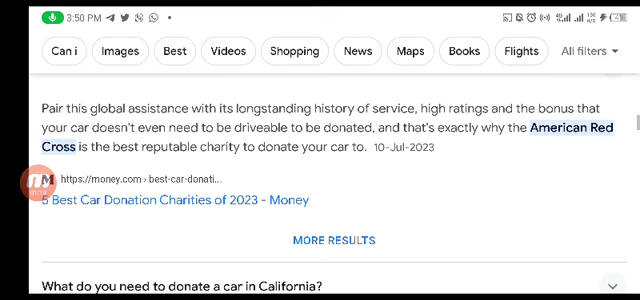 3:50 PM
Can i Images Best Videos Shopping News Maps Books Flights All filters
Pair this global assistance with its longstanding history of service, high ratings and the bonus that
your car doesn't even need to be driveable to be donated, and that's exactly why the American Red
Cross is the best reputable charity to donate your car to. 10-Jul-2023
https://money.com › best-car-donati...
5 Best Car Donation Charities of 2023 - Money
MORE RESULTS
What do you need to donate a car in California?